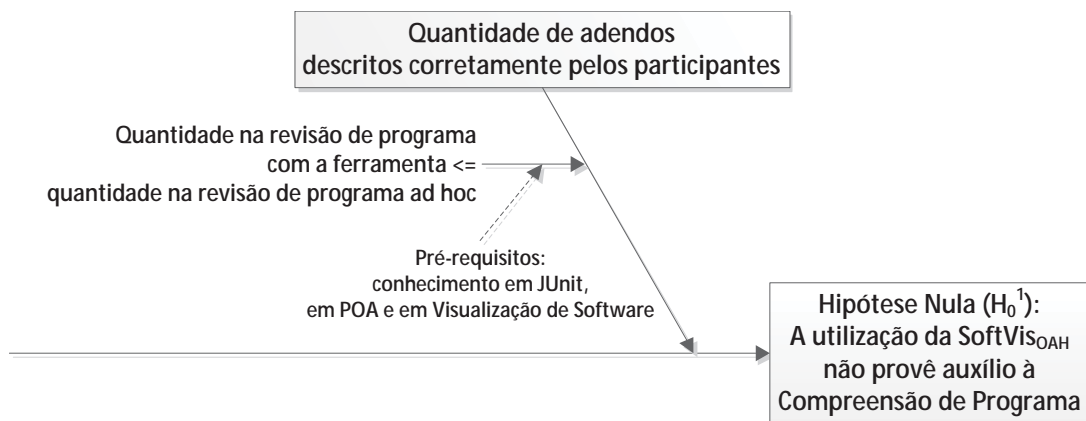 Quantidade de adendos
descritos corretamente pelos participantes
Quantidade na revisão de programa
com a ferramenta <=
quantidade na revisão de programa ad hoc
Pré-requisitos:
conhecimento em JUnit,
em POA e em Visualização de Software
Hipótese Nula (H₀¹):
A utilização da SoftVisOAH
não provê auxílio à
Compreensão de Programa